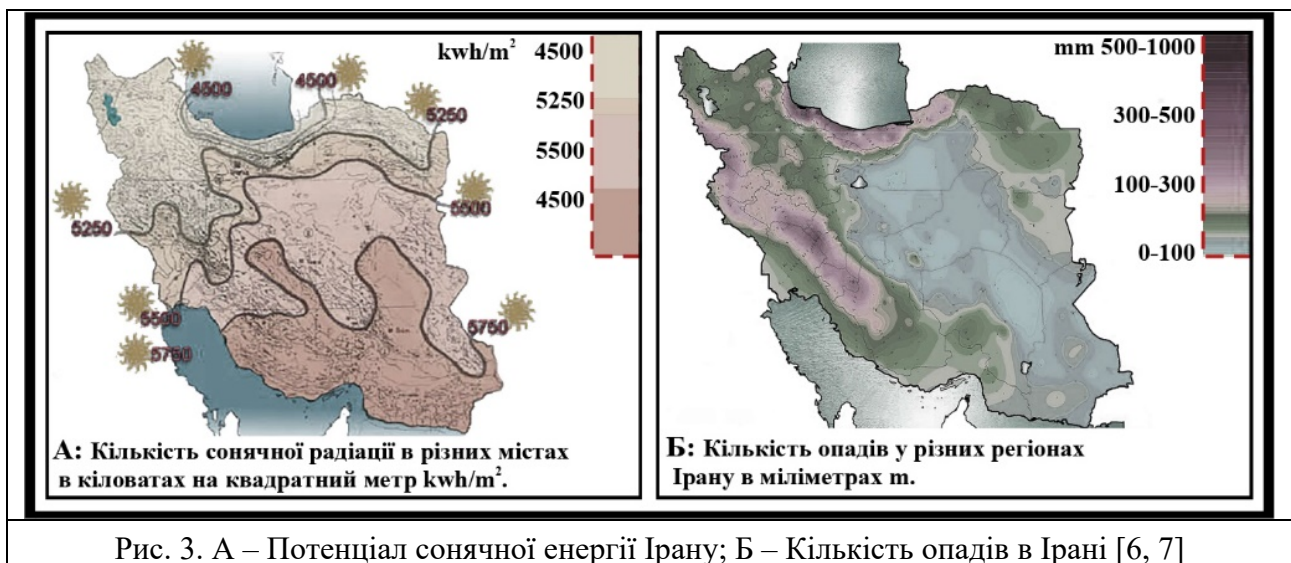 kwh/m²
4500
5250
5500
4500
4500
4500
5250
5500
5250
5500
5750
5750
А: Кількість сонячної радіації в різних містах
в кіловатах на квадратний метр kwh/m².
mm 500-1000
300-500
100-300
0-100
Б: Кількість опадів у різних регіонах
Ірану в міліметрах m.
Рис. 3. А – Потенціал сонячної енергії Ірану; Б – Кількість опадів в Ірані [6, 7]